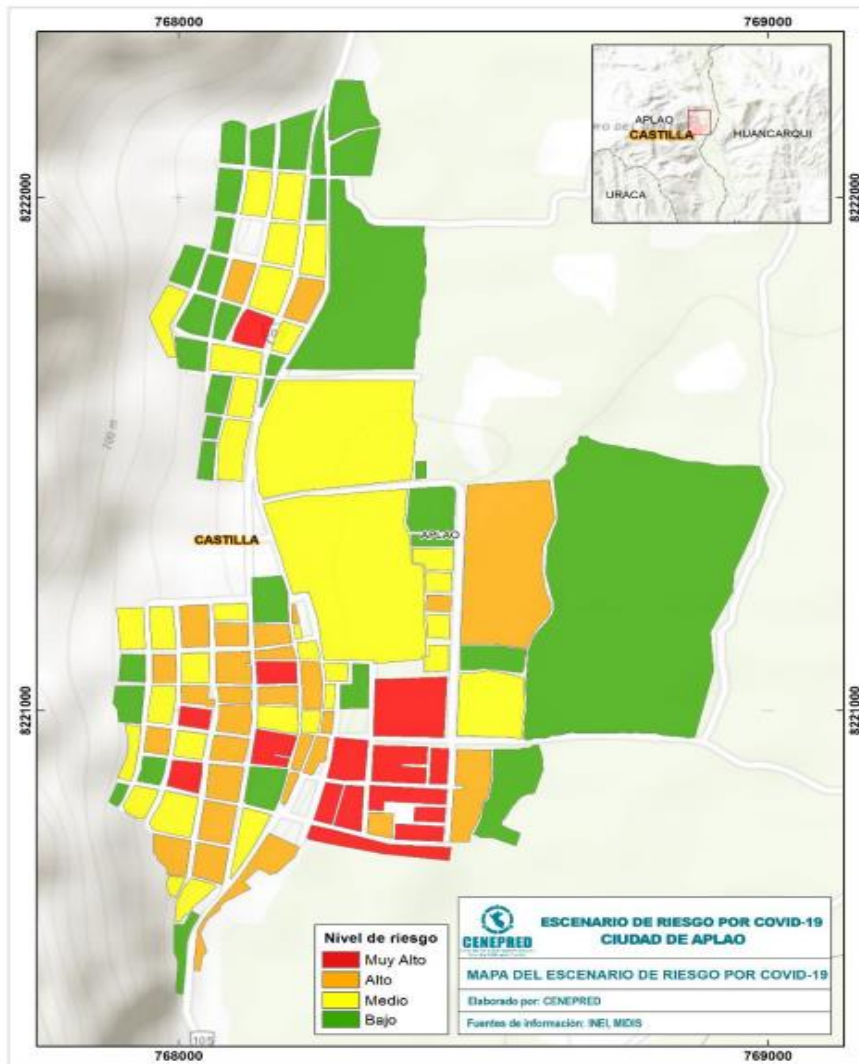 768000
769000
APLAO
CASTILLA
HUANCARQUI
URACA
8222000
8222000
700 m
CASTILLA
APLAO
8221000
8221000
Nivel de riesgo
Muy Alto
Alto
Medio
Bajo
CENEPRED
ESCENARIO DE RIESGO POR COVID-19
CIUDAD DE APLAO
MAPA DEL ESCENARIO DE RIESGO POR COVID-19
Elaborado por: CENEPRED
Fuentes de información: INEI, MIDIS
105
768000
769000